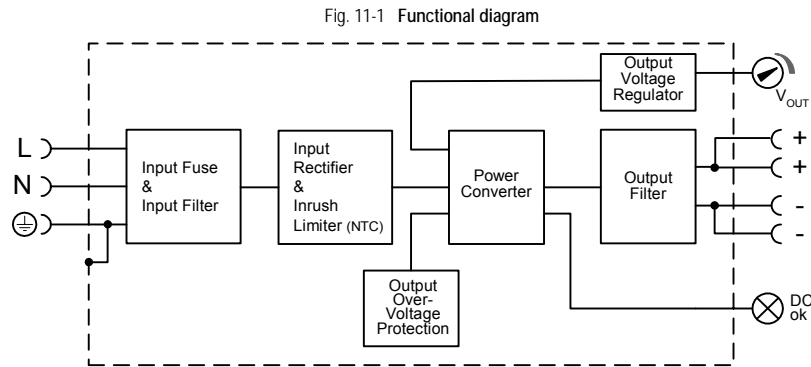 Fig. 11-1 Functional diagram
Output
Voltage
Regulator
V OUT
L
N
Input Fuse
&
Input Filter
Input
Rectifier
&
Inrush
Limiter (NTC)
Power
Converter
Output
Filter
+
+
-
-
Output
Over-
Voltage
Protection
DC
ok